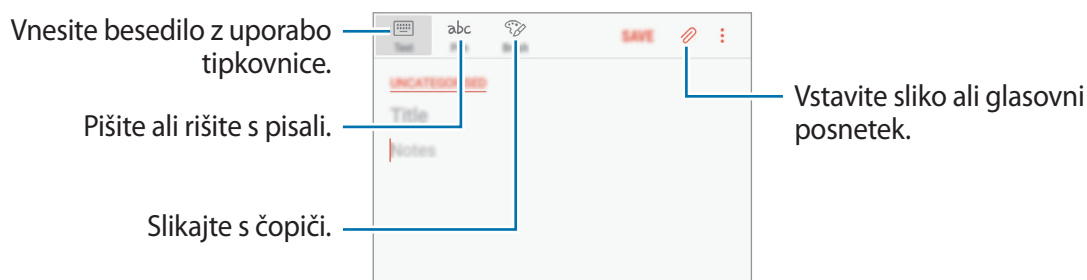 Vnesite besedilo z uporabo
tipkovnice.
Pišite ali rišite s pisali.
Slikajte s čopiči.
abc
Text
SAVE
UNCATEGORISED
Title
Notes
Vstavite sliko ali glasovni
posnetek.